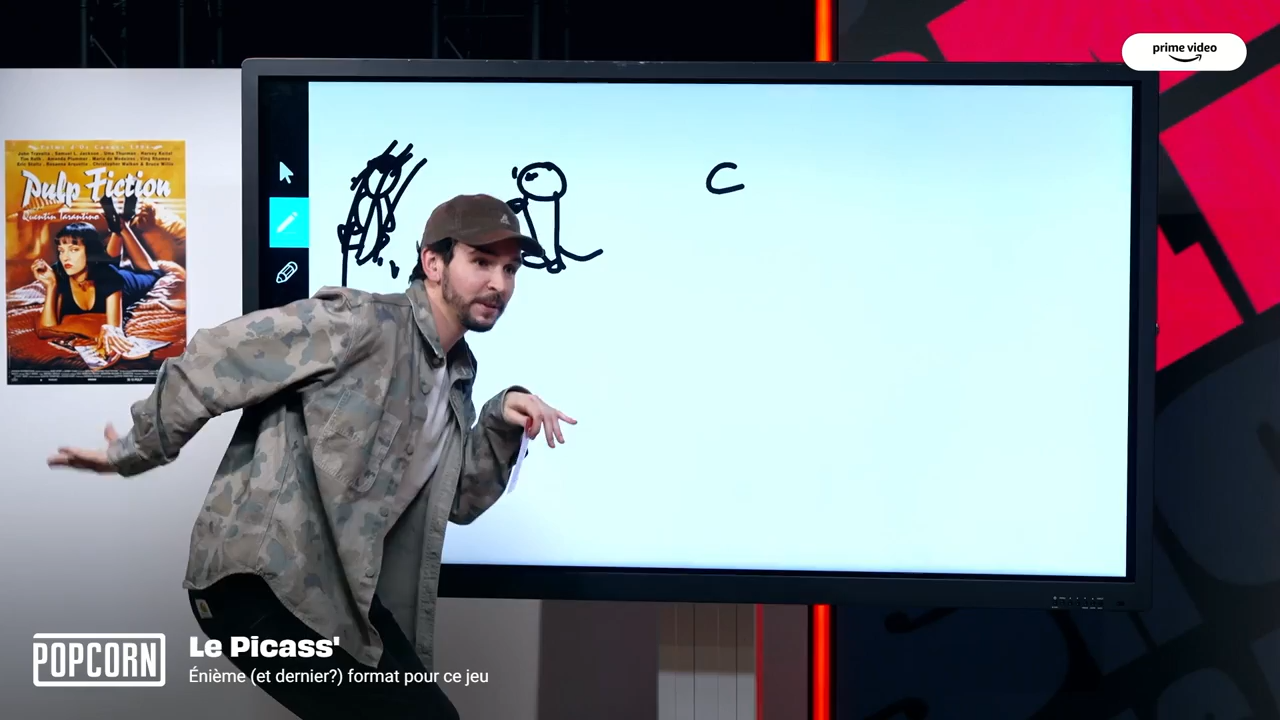 prime video
Pulp Fiction
Quentin Tarantino
C
POPCORN
Le Picass'
Énième (et dernier?) format pour ce jeu